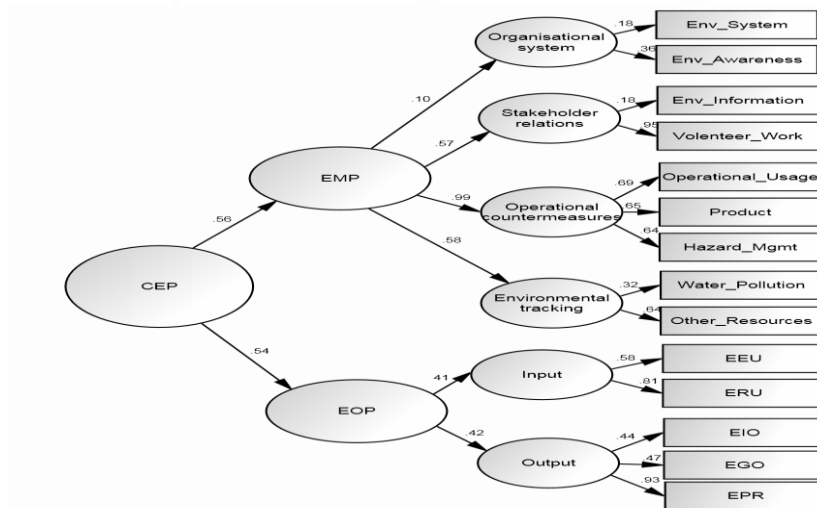 .18
Env_System
Organisational
system
.36
Env_Awareness
.10
.18
Env_Information
Stakeholder
relations
.95
Volenteer_Work
.57
EMP
.69
Operational_Usage
.99
Operational
countermeasures
.65
Product
.64
Hazard_Mgmt
.56
.58
CEP
Environmental
tracking
.32
Water_Pollution
.64
Other_Resources
.54
.58
EEU
.41
Input
.81
ERU
EOP
.42
.44
EIO
Output
.47
EGO
.93
EPR